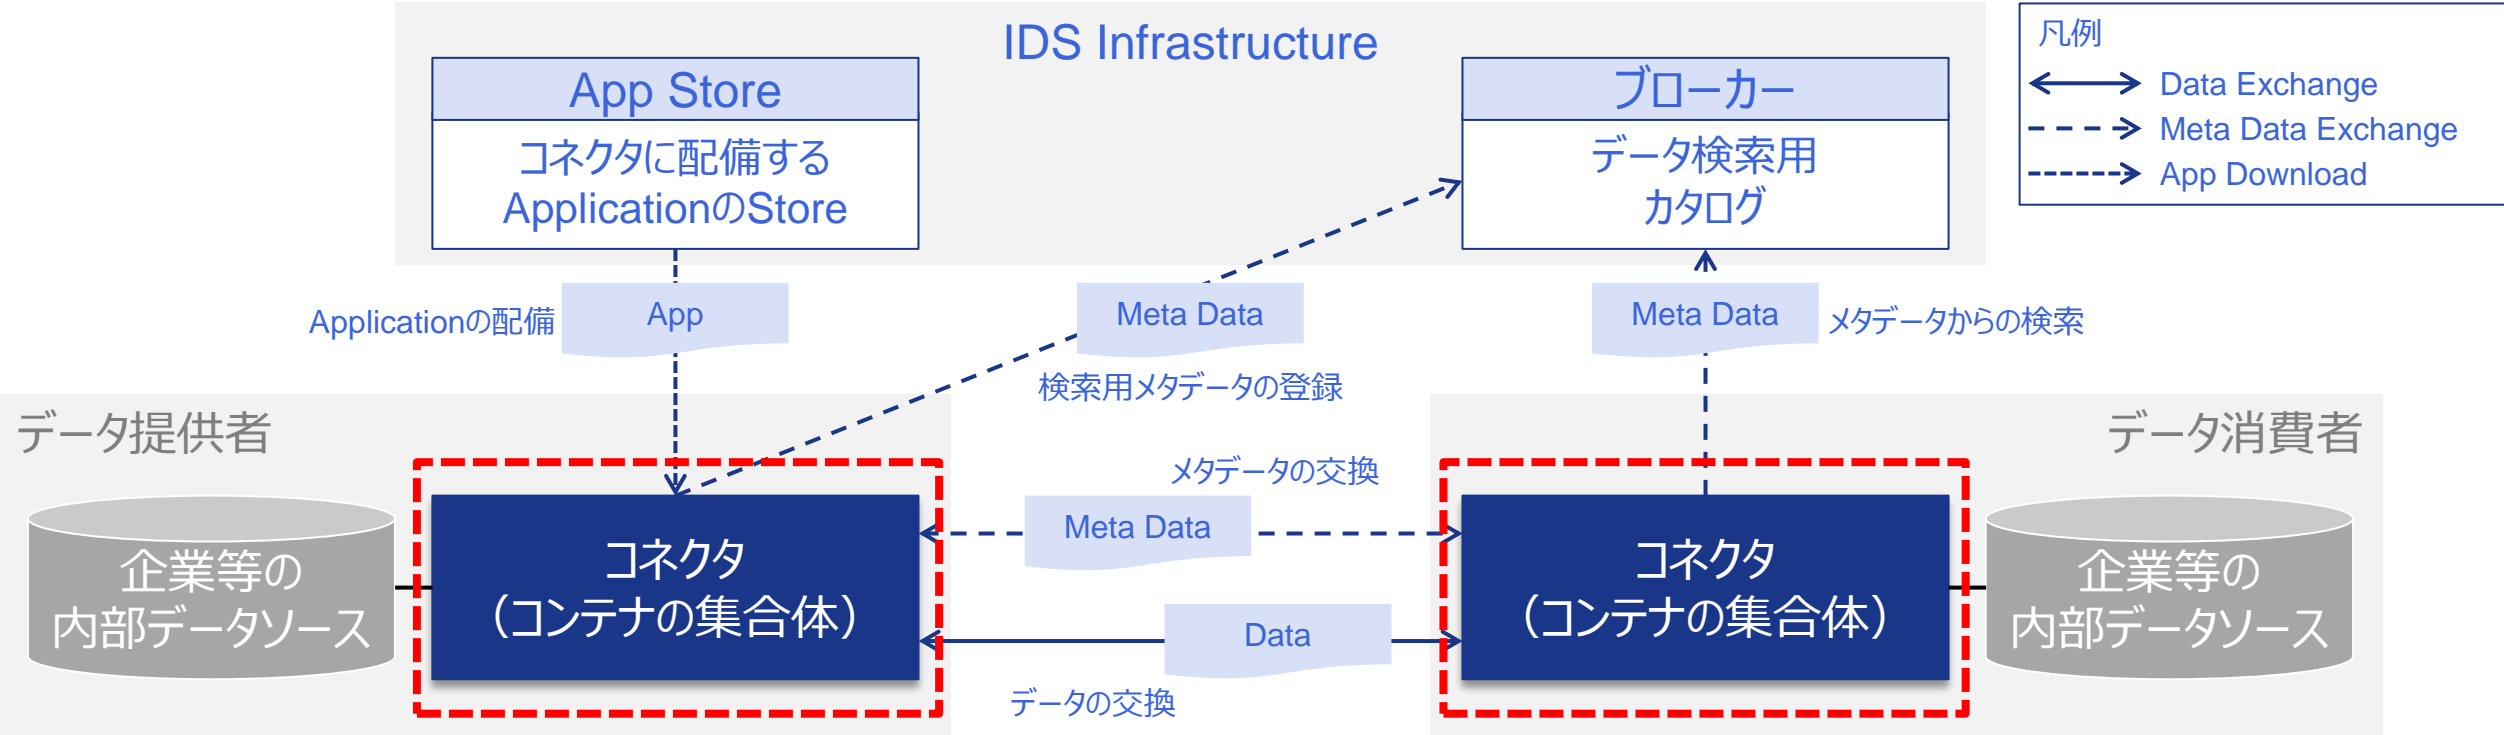 IDS Infrastructure
App Store
コネクタに配備する
ApplicationのStore
ブローカー
データ検索用
カタログ
凡例
Data Exchange
Meta Data Exchange
App Download
Applicationの配備
App
Meta Data
検索用メタデータの登録
Meta Data
メタデータからの検索
データ提供者
企業等の
内部データソース
コネクタ
（コンテナの集合体）
メタデータの交換
Meta Data
Data
データの交換
データ消費者
コネクタ
（コンテナの集合体）
企業等の
内部データソース